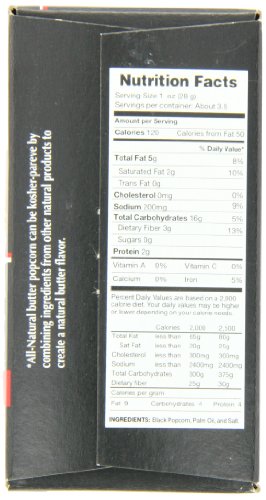 *All-Natural butter popcorn can be kosher-pareve by
combining ingredients from other natural products to
create a natural butter flavor.
Nutrition Facts
Serving Size 1 oz (28 g)
Servings per container: About 3.5
Amount per Serving
Calories 120 Calories from Fat 50
% Daily Value*
Total Fat 5g 8%
Saturated Fat 2g 10%
Trans Fat 0g
Cholesterol 0mg 0%
Sodium 200mg 9%
Total Carbohydrates 16g 5%
Dietary Fiber 3g 13%
Sugars 0g
Protein 2g
Vitamin A 0% Vitamin C 0%
Calcium 0% Iron 5%
Percent Daily Values are based on a 2,000
calorie diet. Your daily values may be higher
or lower depending on your calorie needs.
Calories 2,000 2,500
Total Fat less than 65g 80g
Sat Fat less than 20g 25g
Cholesterol less than 300mg 300mg
Sodium less than 2400mg 2400mg
Total Carbohydrates 300g 375g
Dietary fiber 25g 30g
Calories per gram
Fat 9 Carbohydrates 4 Protein 4
INGREDIENTS: Black Popcorn, Palm Oil, and Salt.